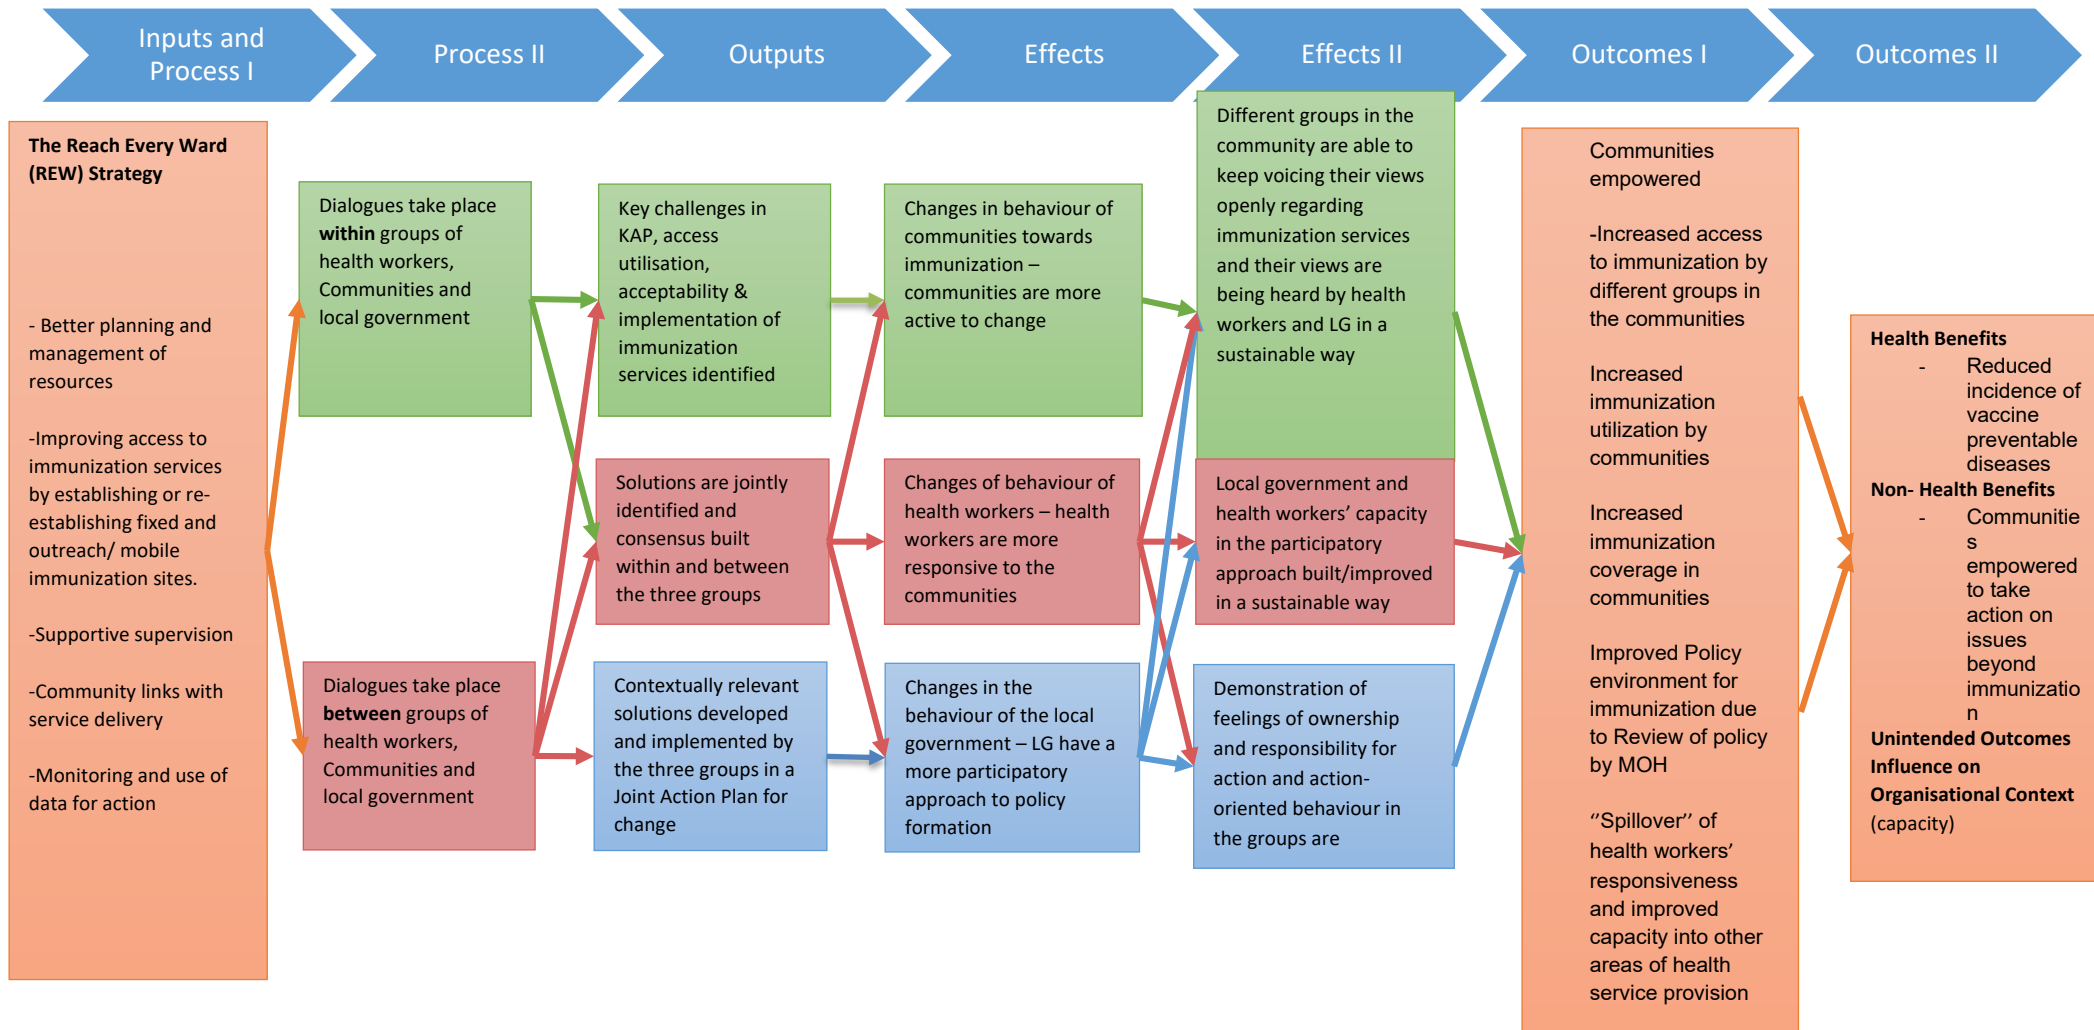 Inputs and
Process I
Process II
Outputs
Effects
Effects II
Outcomes I
Outcomes II
The Reach Every Ward
(REW) Strategy
- Better planning and
management of
resources
-Improving access to
immunization services
by establishing or re-
establishing fixed and
outreach/ mobile
immunization sites.
-Supportive supervision
-Community links with
service delivery
-Monitoring and use of
data for action
Dialogues take place
within groups of
health workers,
Communities and
local government
Dialogues take place
between groups of
health workers,
Communities and
local government
Key challenges in
KAP, access
utilisation,
acceptability &
implementation of
immunization
services identified
Solutions are jointly
identified and
consensus built
within and between
the three groups
Contextually relevant
solutions developed
and implemented by
the three groups in a
Joint Action Plan for
change
Changes in behaviour of
communities towards
immunization –
communities are more
active to change
Changes of behaviour of
health workers – health
workers are more
responsive to the
communities
Changes in the
behaviour of the local
government – LG have a
more participatory
approach to policy
formation
Different groups in the
community are able to
keep voicing their views
openly regarding
immunization services
and their views are
being heard by health
workers and LG in a
sustainable way
Local government and
health workers’ capacity
in the participatory
approach built/improved
in a sustainable way
Demonstration of
feelings of ownership
and responsibility for
action and action-
oriented behaviour in
the groups are
Communities
empowered
-Increased access
to immunization by
different groups in
the communities
Increased
immunization
utilization by
communities
Increased
immunization
coverage in
communities
Improved Policy
environment for
immunization due
to Review of policy
by MOH
‘‘Spillover’’ of
health workers’
responsiveness
and improved
capacity into other
areas of health
service provision
Health Benefits
- Reduced
incidence of
vaccine
preventable
diseases
Non- Health Benefits
- Communitie
s
empowered
to take
action on
issues
beyond
immunizatio
n
Unintended Outcomes
Influence on
Organisational Context
(capacity)